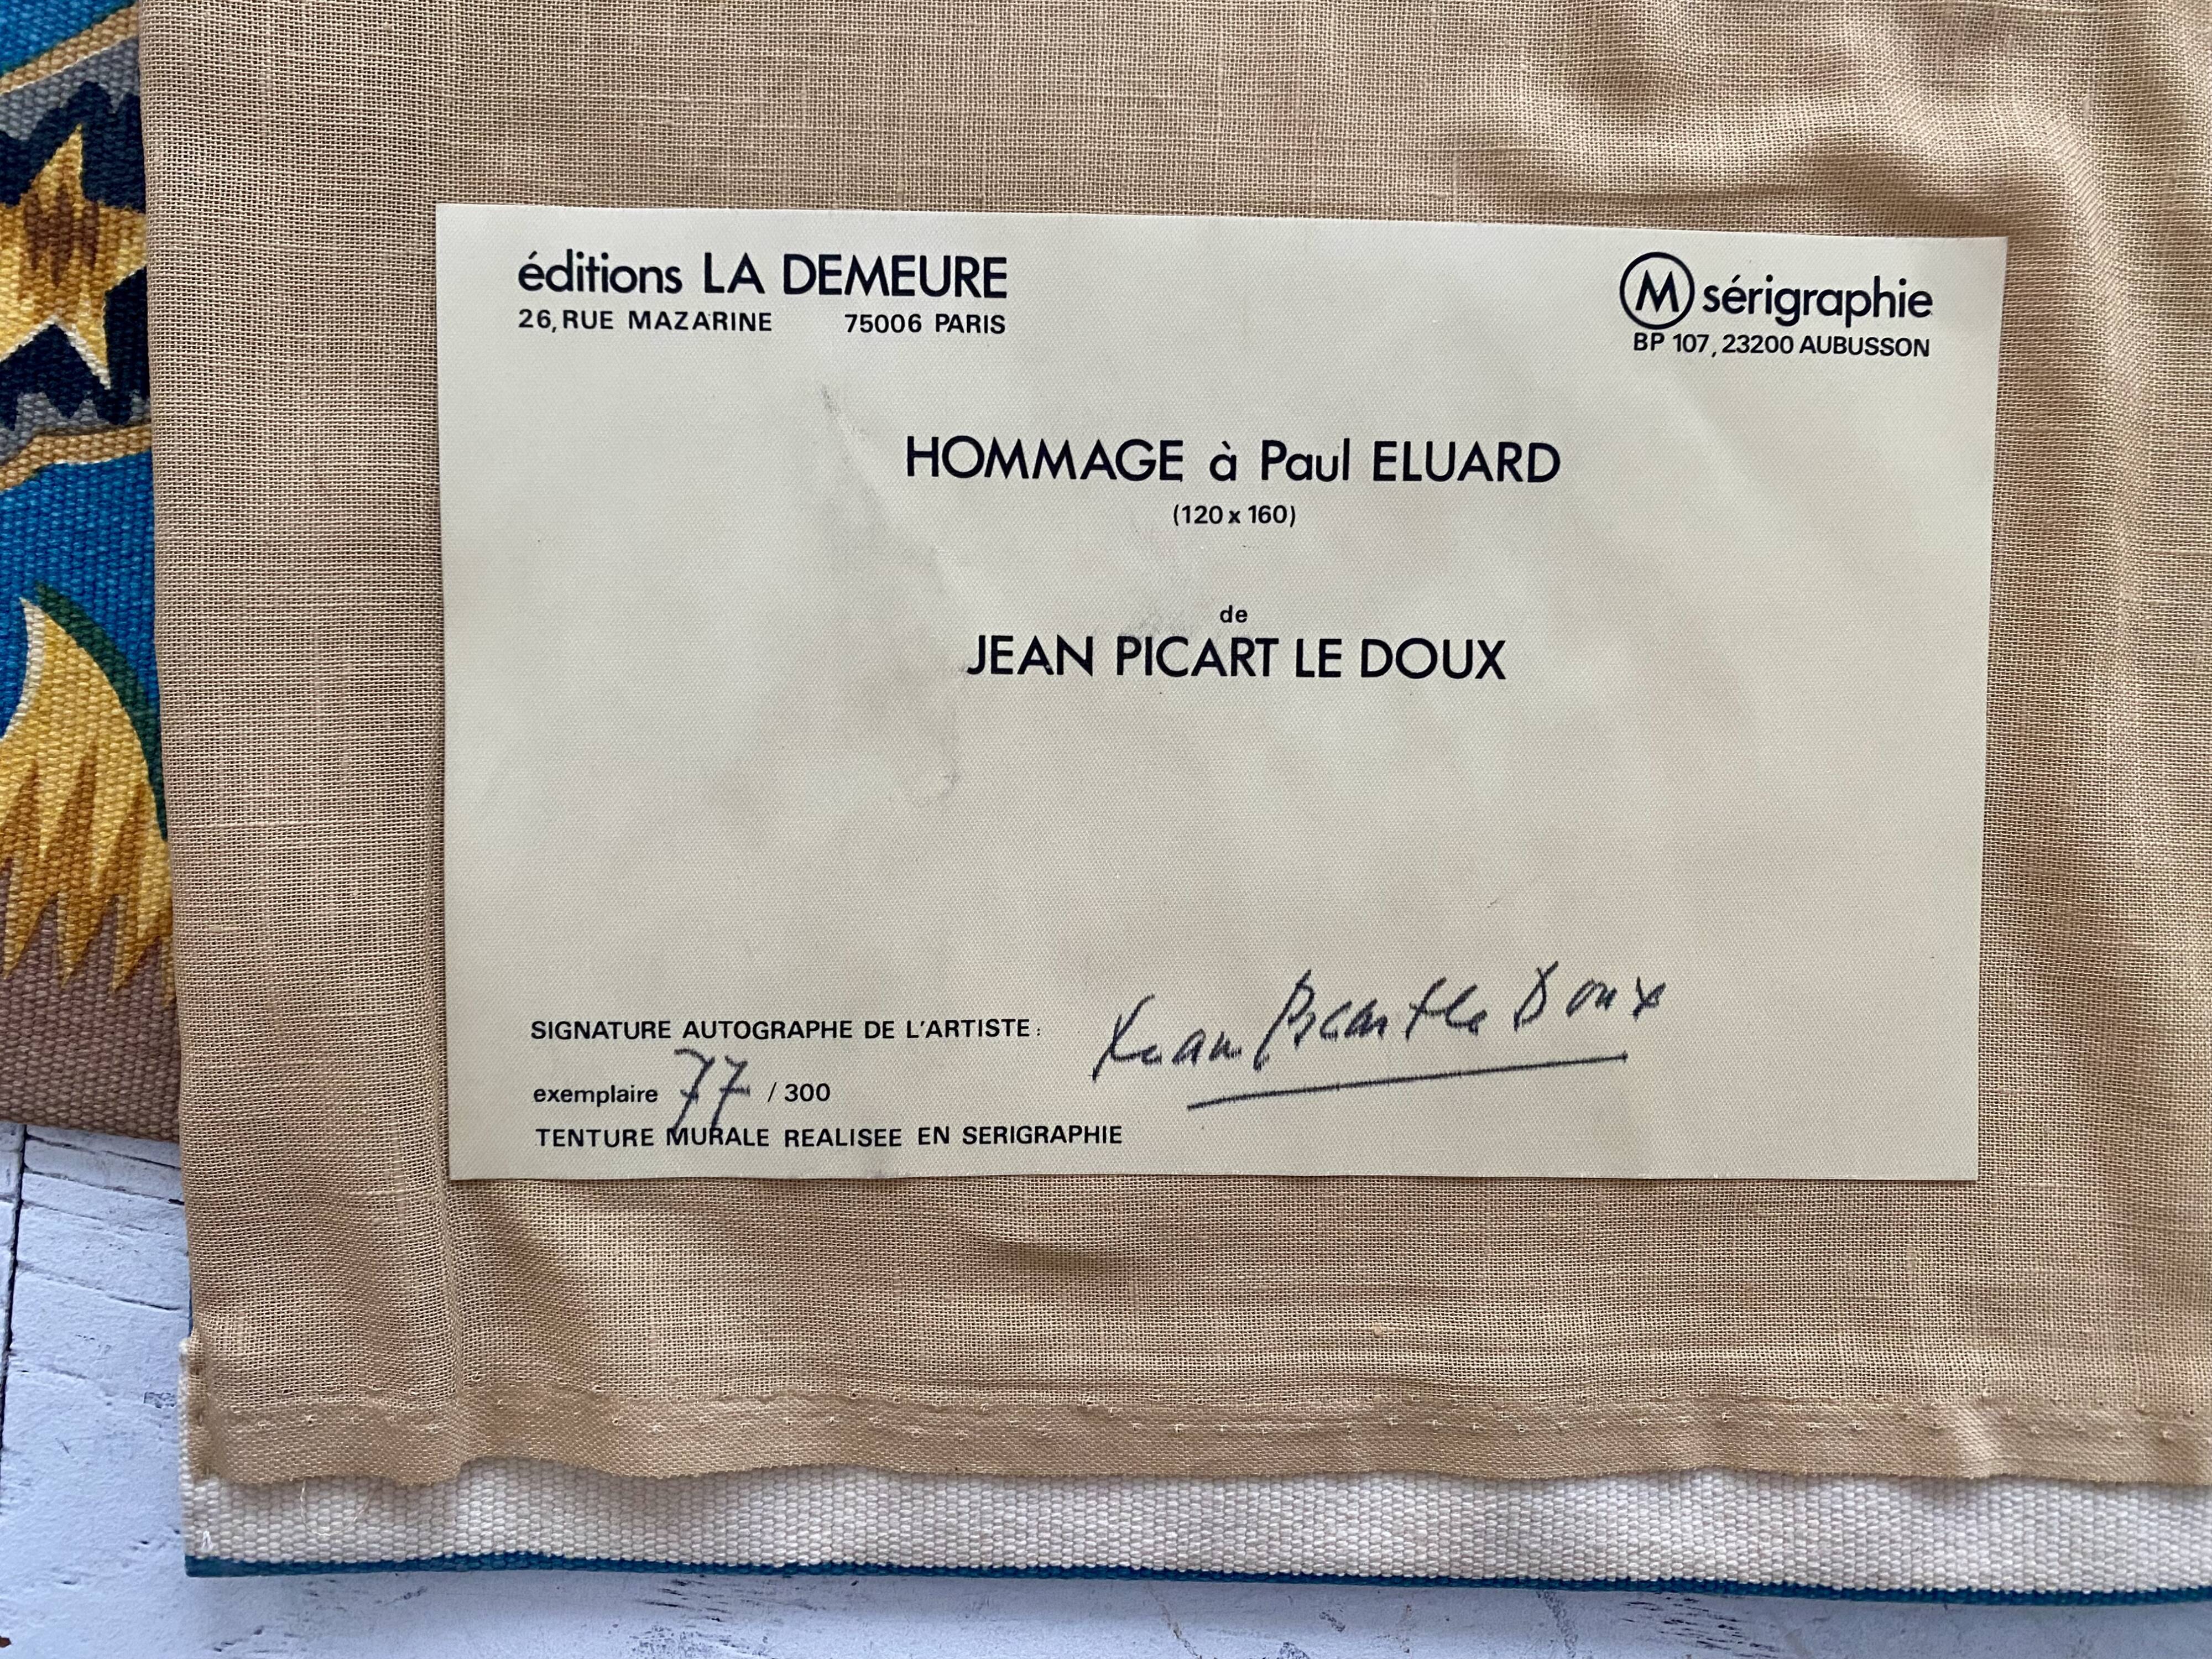 éditions LA DEMEURE
26, RUE MAZARINE 75006 PARIS
M sérigraphie
BP 107, 23200 AUBUSSON
HOMMAGE à Paul ELUARD
(120 x 160)
de
JEAN PICART LE DOUX
SIGNATURE AUTOGRAPHE DE L'ARTISTE : Jean Picart le Doux
exemplaire 77 / 300
TENTURE MURALE REALISEE EN SERIGRAPHIE